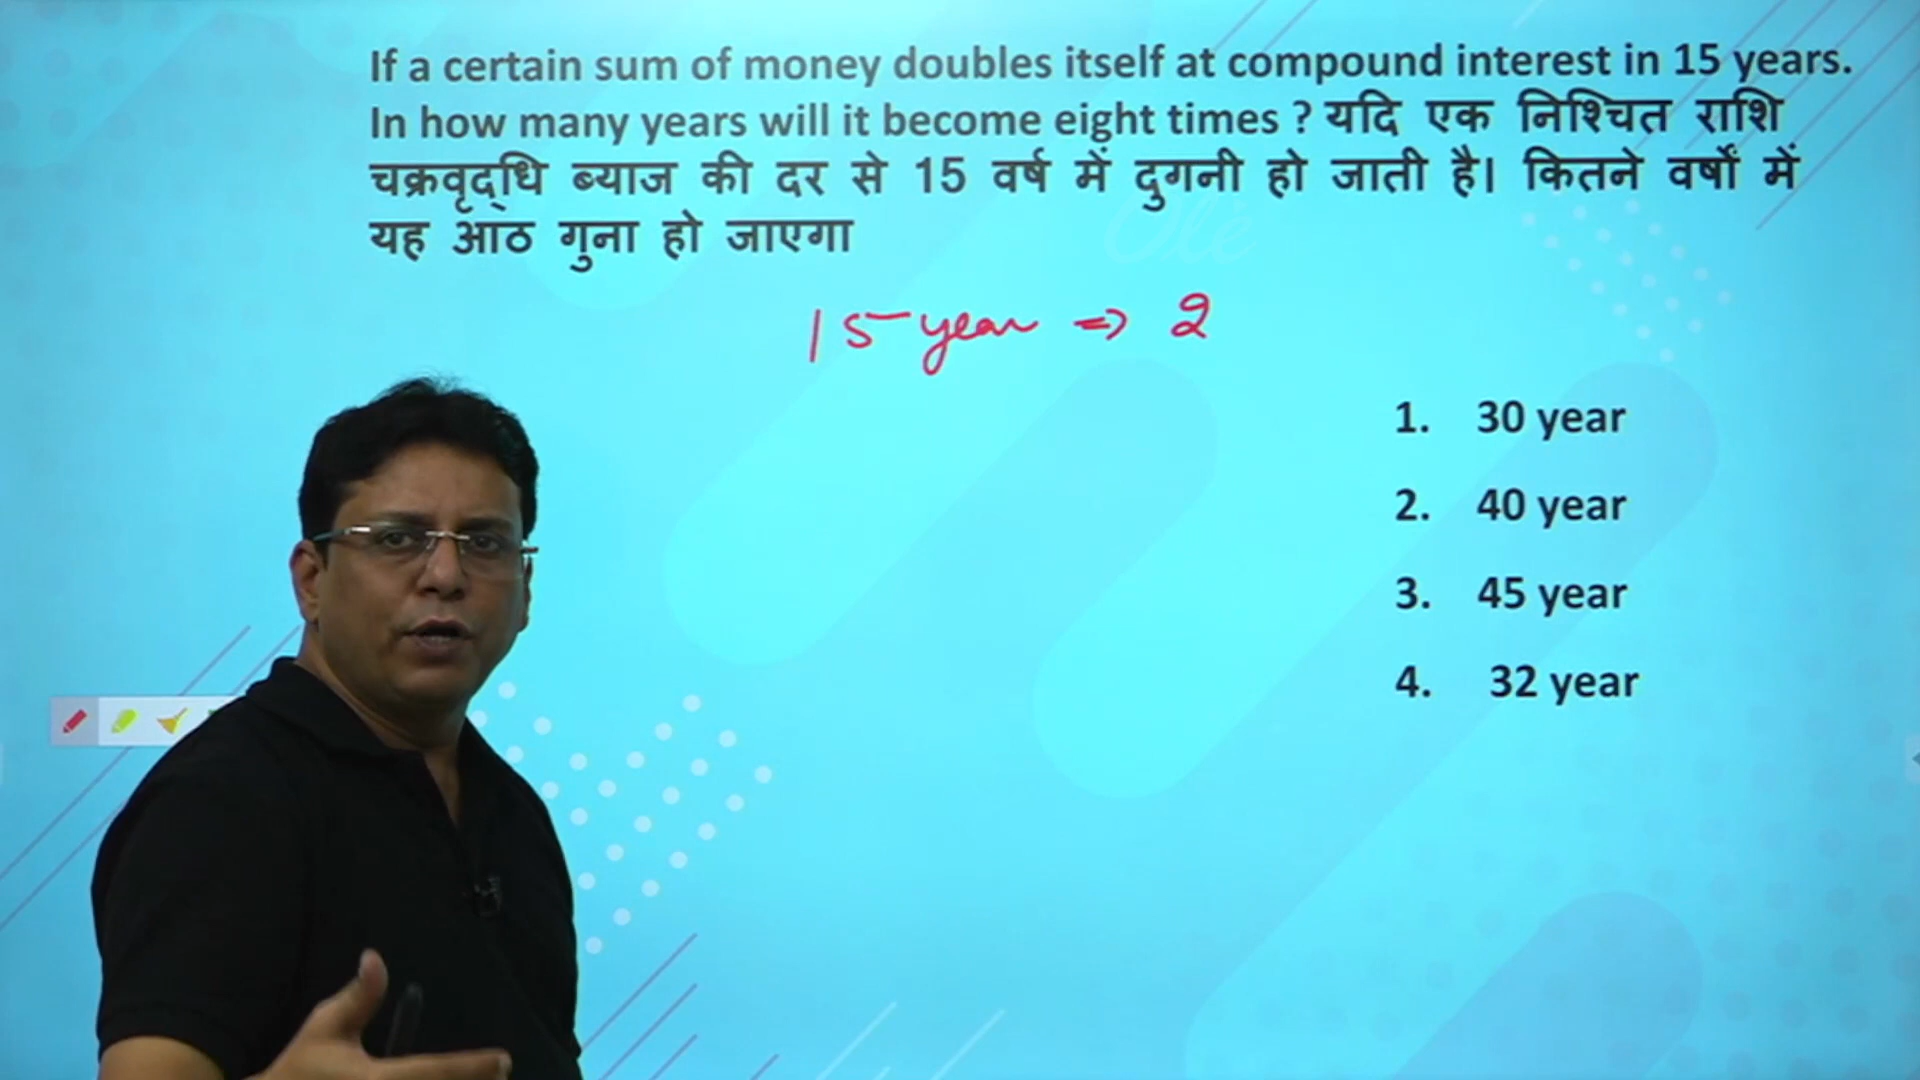 If a certain sum of money doubles itself at compound interest in 15 years.
In how many years will it become eight times ? यदि एक निश्चित राशि
चक्रवृद्धि ब्याज की दर से 15 वर्ष में दुगनी हो जाती है। कितने वर्षों में
यह आठ गुना हो जाएगा
15 year => 2
1. 30 year
2. 40 year
3. 45 year
4. 32 year